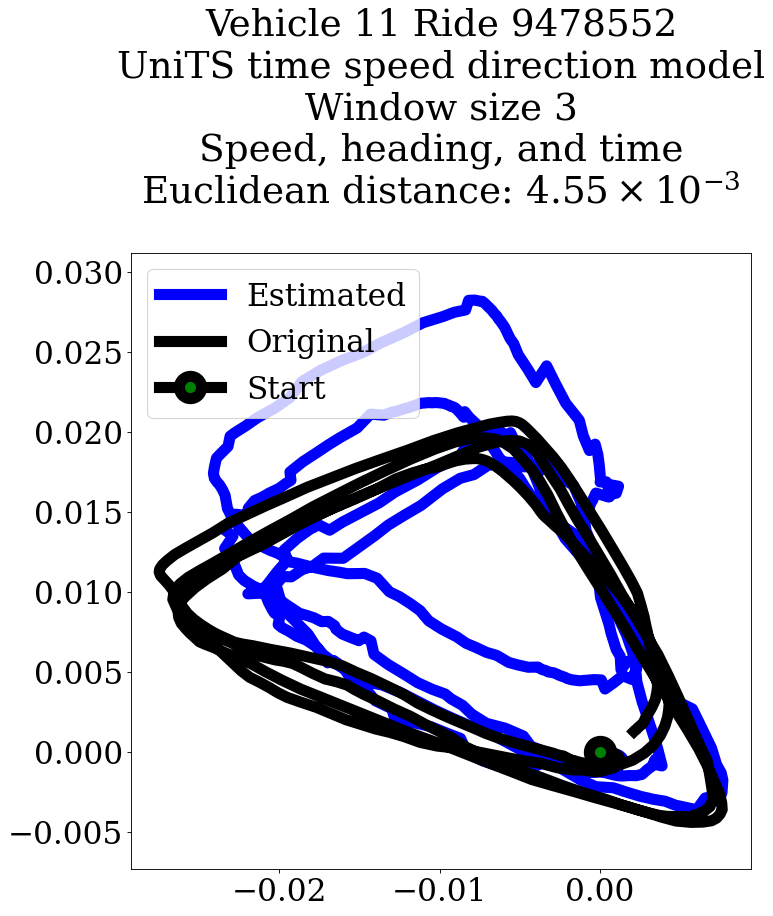 Vehicle 11 Ride 9478552
UniTS time speed direction model
Window size 3
Speed, heading, and time
Euclidean distance: 4.55 × 10⁻³
Estimated
Original
Start
0.030
0.025
0.020
0.015
0.010
0.005
0.000
−0.005
−0.02 −0.01 0.00